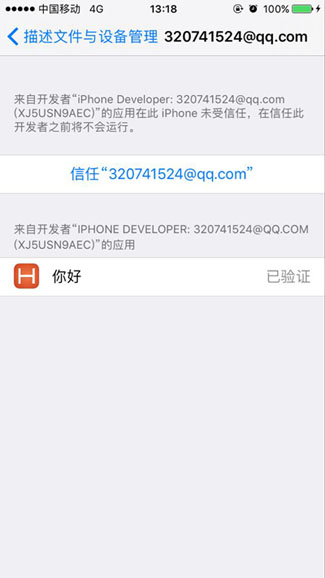 中国移动 4G 13:18 100%
描述文件与设备管理 320741524@qq.com
来自开发者“iPhone Developer: 320741524@qq.com
(XJ5USN9AEC)”的应用在此 iPhone 未受信任，在信任此
开发者之前将不会运行。
信任“320741524@qq.com”
来自开发者“IPHONE DEVELOPER: 320741524@QQ.COM
(XJ5USN9AEC)”的应用
H 你好 已验证